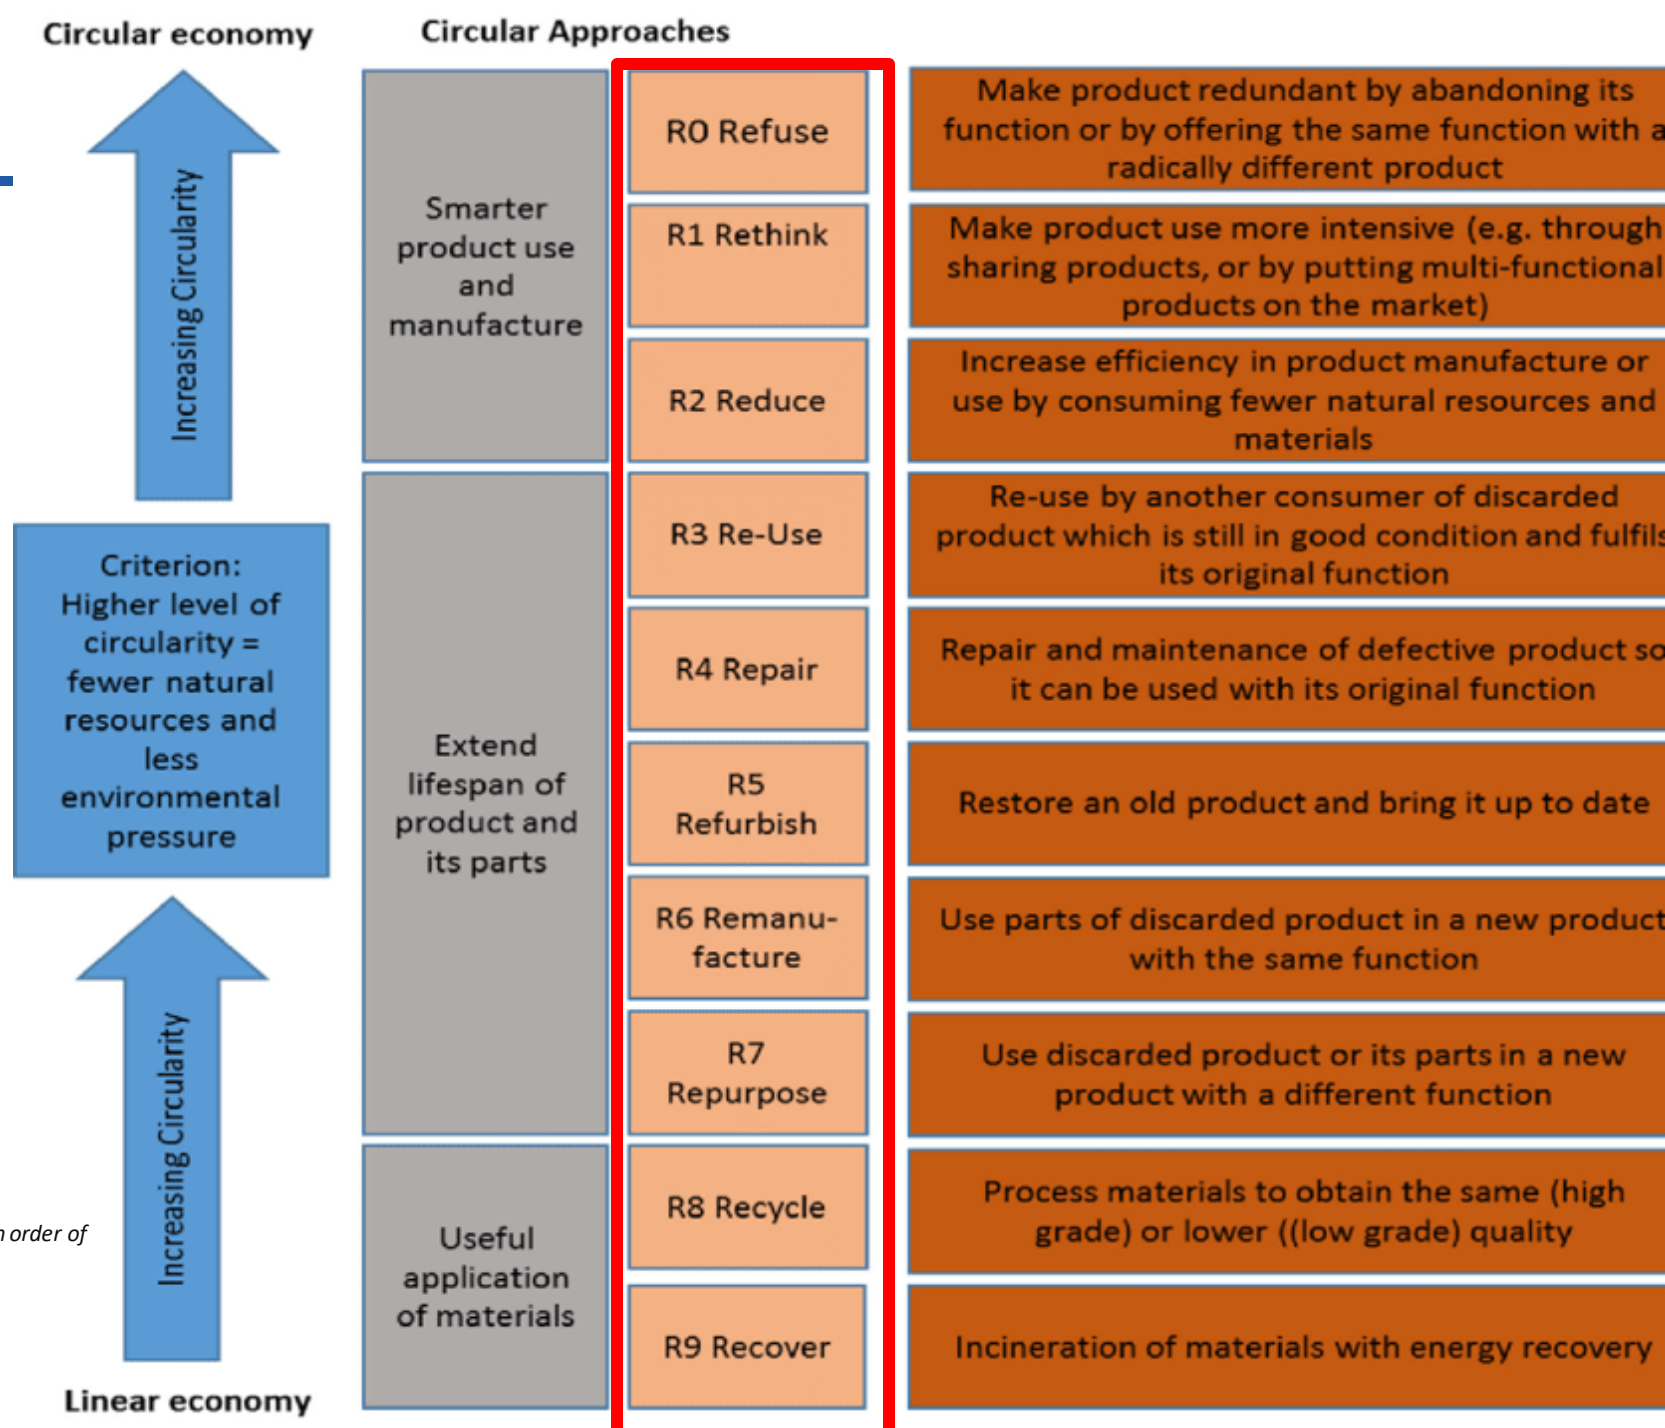 Circular economy
Circular Approaches
Increasing Circularity
Criterion:
Higher level of
circularity =
fewer natural
resources and
less
environmental
pressure
Increasing Circularity
order of
Linear economy
Smarter
product use
and
manufacture
R0 Refuse
Make product redundant by abandoning its
function or by offering the same function with a
radically different product
R1 Rethink
Make product use more intensive (e.g. through
sharing products, or by putting multi-functional
products on the market)
R2 Reduce
Increase efficiency in product manufacture or
use by consuming fewer natural resources and
materials
Extend
lifespan of
product and
its parts
R3 Re-Use
Re-use by another consumer of discarded
product which is still in good condition and fulfils
its original function
R4 Repair
Repair and maintenance of defective product so
it can be used with its original function
R5
Refurbish
Restore an old product and bring it up to date
R6 Remanu-
facture
Use parts of discarded product in a new product
with the same function
R7
Repurpose
Use discarded product or its parts in a new
product with a different function
Useful
application
of materials
R8 Recycle
Process materials to obtain the same (high
grade) or lower ((low grade) quality
R9 Recover
Incineration of materials with energy recovery